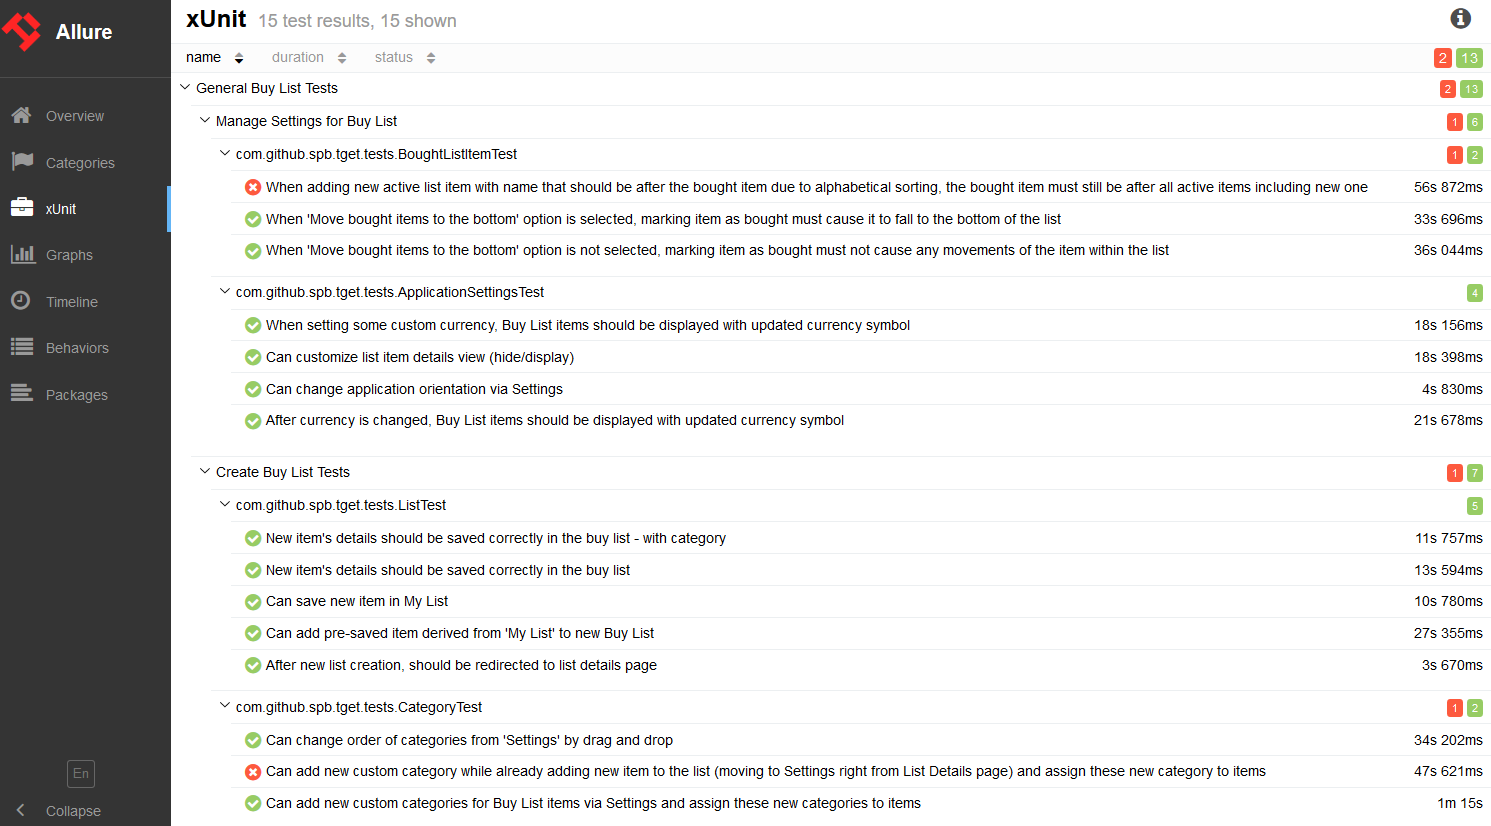 Allure
Overview
Categories
xUnit
Graphs
Timeline
Behaviors
Packages
En
Collapse
xUnit 15 test results, 15 shown
name duration status 2 13
General Buy List Tests 2 13
Manage Settings for Buy List 1 6
com.github.spb.tget.tests.BoughtListItemTest 1 2
When adding new active list item with name that should be after the bought item due to alphabetical sorting, the bought item must still be after all active items including new one 56s 872ms
When 'Move bought items to the bottom' option is selected, marking item as bought must cause it to fall to the bottom of the list 33s 696ms
When 'Move bought items to the bottom' option is not selected, marking item as bought must not cause any movements of the item within the list 36s 044ms
com.github.spb.tget.tests.ApplicationSettingsTest 4
When setting some custom currency, Buy List items should be displayed with updated currency symbol 18s 156ms
Can customize list item details view (hide/display) 18s 398ms
Can change application orientation via Settings 4s 830ms
After currency is changed, Buy List items should be displayed with updated currency symbol 21s 678ms
Create Buy List Tests 1 7
com.github.spb.tget.tests.ListTest 5
New item's details should be saved correctly in the buy list - with category 11s 757ms
New item's details should be saved correctly in the buy list 13s 594ms
Can save new item in My List 10s 780ms
Can add pre-saved item derived from 'My List' to new Buy List 27s 355ms
After new list creation, should be redirected to list details page 3s 670ms
com.github.spb.tget.tests.CategoryTest 1 2
Can change order of categories from 'Settings' by drag and drop 34s 202ms
Can add new custom category while already adding new item to the list (moving to Settings right from List Details page) and assign these new category to items 47s 621ms
Can add new custom categories for Buy List items via Settings and assign these new categories to items 1m 15s